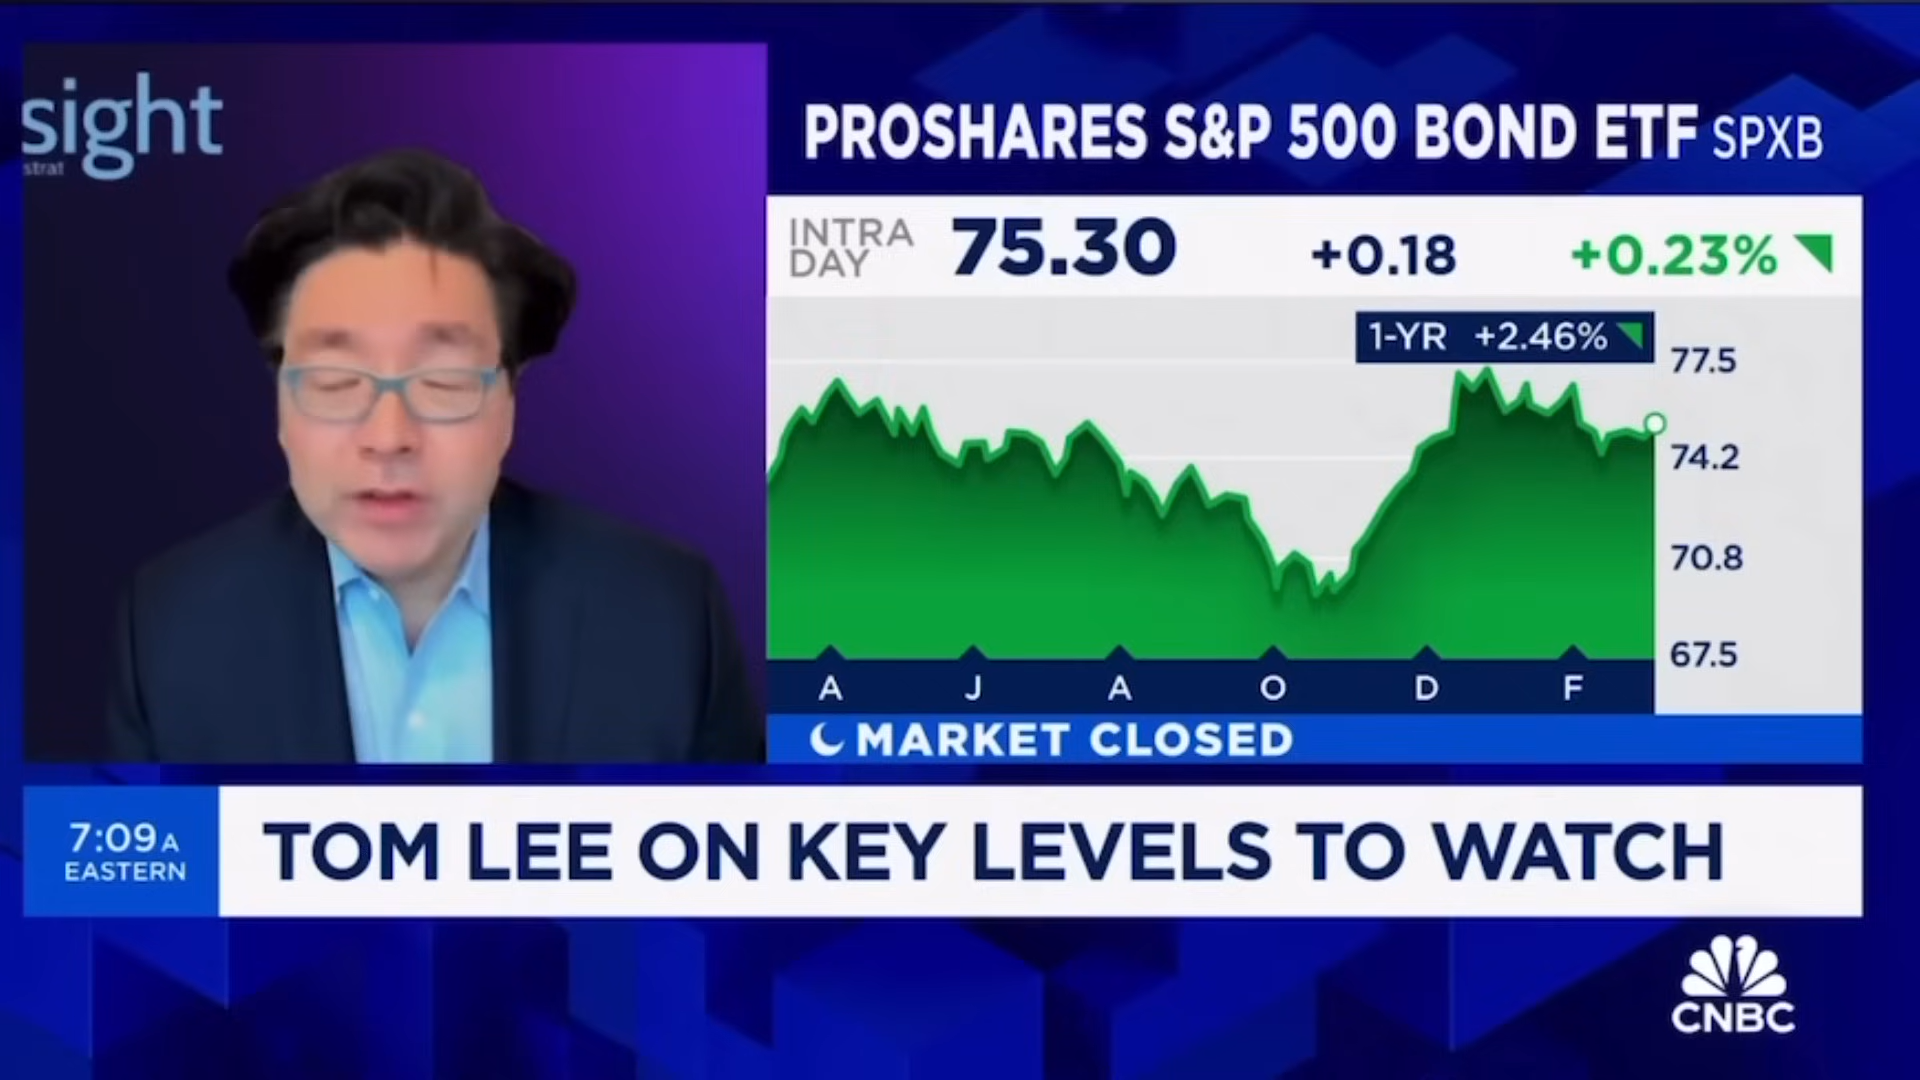 sight
strat
PROSHARES S&P 500 BOND ETF SPXB
INTRA DAY 75.30 +0.18 +0.23%
1-YR +2.46%
77.5
74.2
70.8
67.5
A J A O D F
MARKET CLOSED
7:09A
EASTERN
TOM LEE ON KEY LEVELS TO WATCH
CNBC